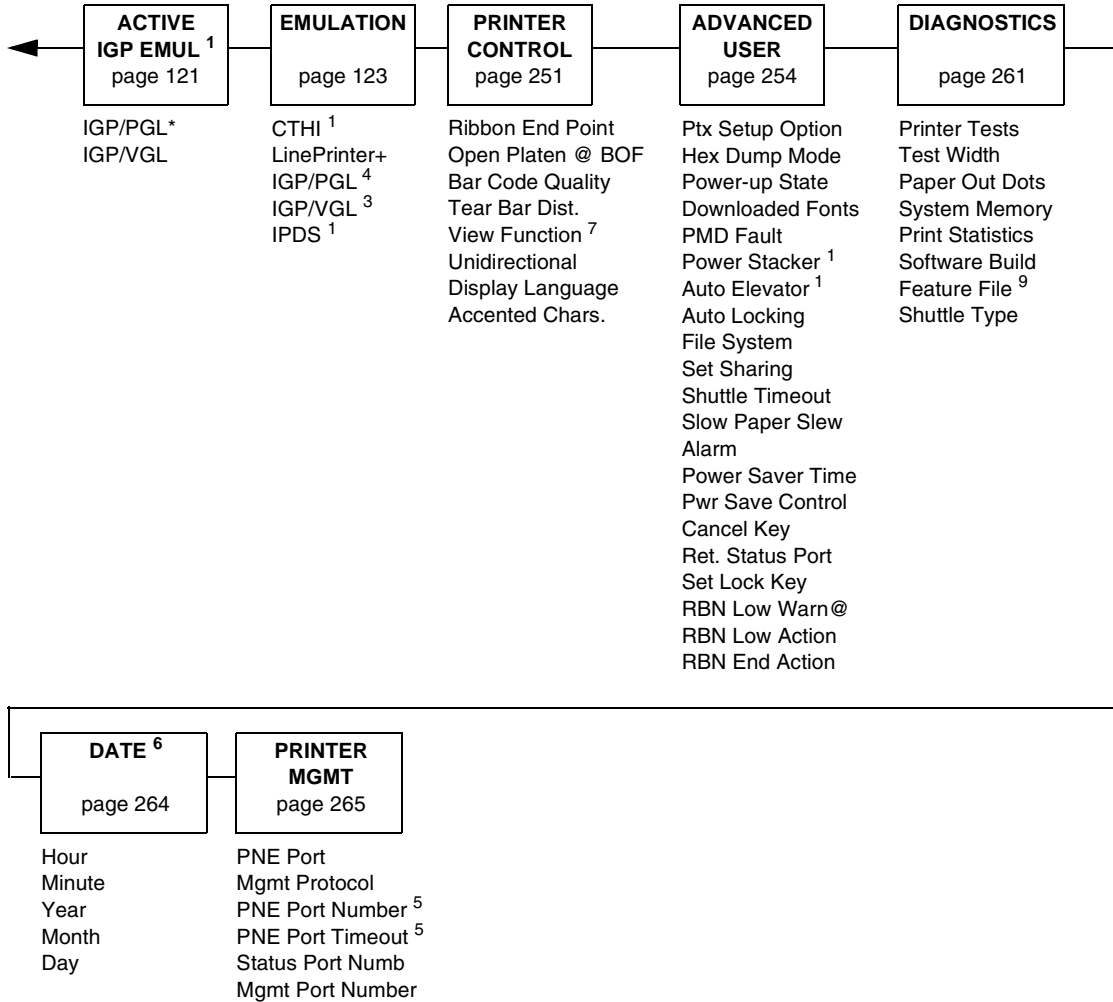 ACTIVE
IGP EMUL 1
page 121
IGP/PGL*
IGP/VGL
EMULATION
page 123
CTHI 1
LinePrinter+
IGP/PGL 4
IGP/VGL 3
IPDS 1
PRINTER
CONTROL
page 251
Ribbon End Point
Open Platen @ BOF
Bar Code Quality
Tear Bar Dist.
View Function 7
Unidirectional
Display Language
Accented Chars.
ADVANCED
USER
page 254
Ptx Setup Option
Hex Dump Mode
Power-up State
Downloaded Fonts
PMD Fault
Power Stacker 1
Auto Elevator 1
Auto Locking
File System
Set Sharing
Shuttle Timeout
Slow Paper Slew
Alarm
Power Saver Time
Pwr Save Control
Cancel Key
Ret. Status Port
Set Lock Key
RBN Low Warn@
RBN Low Action
RBN End Action
DIAGNOSTICS
page 261
Printer Tests
Test Width
Paper Out Dots
System Memory
Print Statistics
Software Build
Feature File 9
Shuttle Type
DATE 6
page 264
Hour
Minute
Year
Month
Day
PRINTER
MGMT
page 265
PNE Port
Mgmt Protocol
PNE Port Number 5
PNE Port Timeout 5
Status Port Numb
Mgmt Port Number